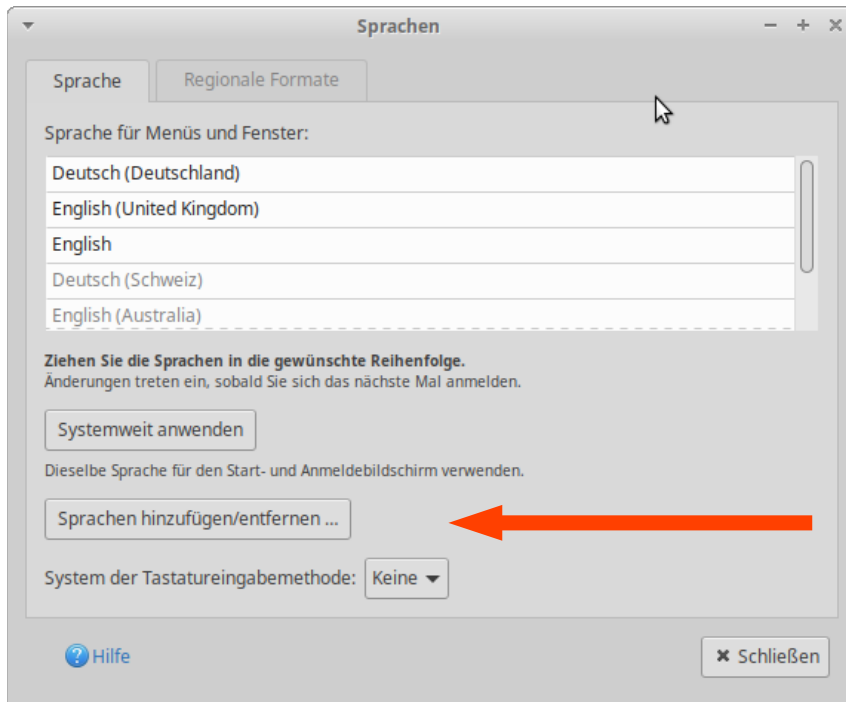 Sprachen
Sprache
Regionale Formate
Sprache für Menüs und Fenster:
Deutsch (Deutschland)
English (United Kingdom)
English
Deutsch (Schweiz)
English (Australia)
Ziehen Sie die Sprachen in die gewünschte Reihenfolge.
Änderungen treten ein, sobald Sie sich das nächste Mal anmelden.
Systemweit anwenden
Dieselbe Sprache für den Start- und Anmeldebildschirm verwenden.
Sprachen hinzufügen/entfernen ...
System der Tastatureingabemethode: Keine
Hilfe
Schließen